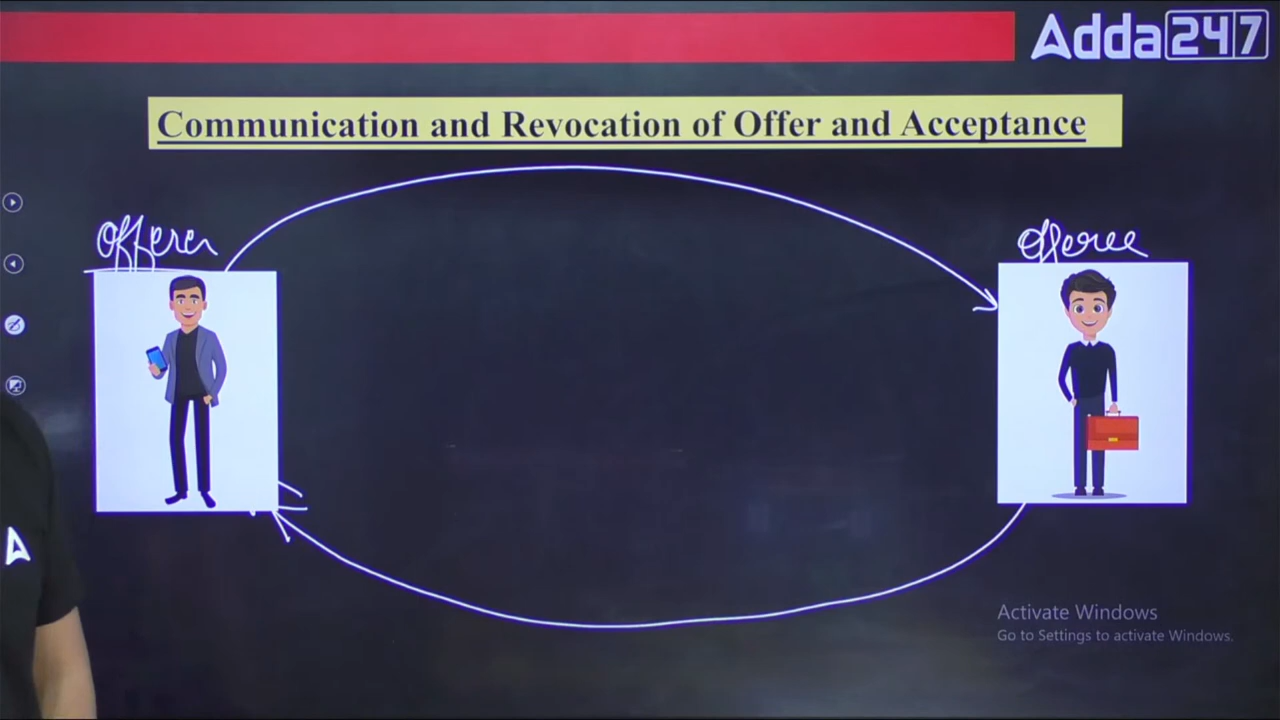 Adda247
Communication and Revocation of Offer and Acceptance
Offerer
Offeree
Activate Windows
Go to Settings to activate Windows.